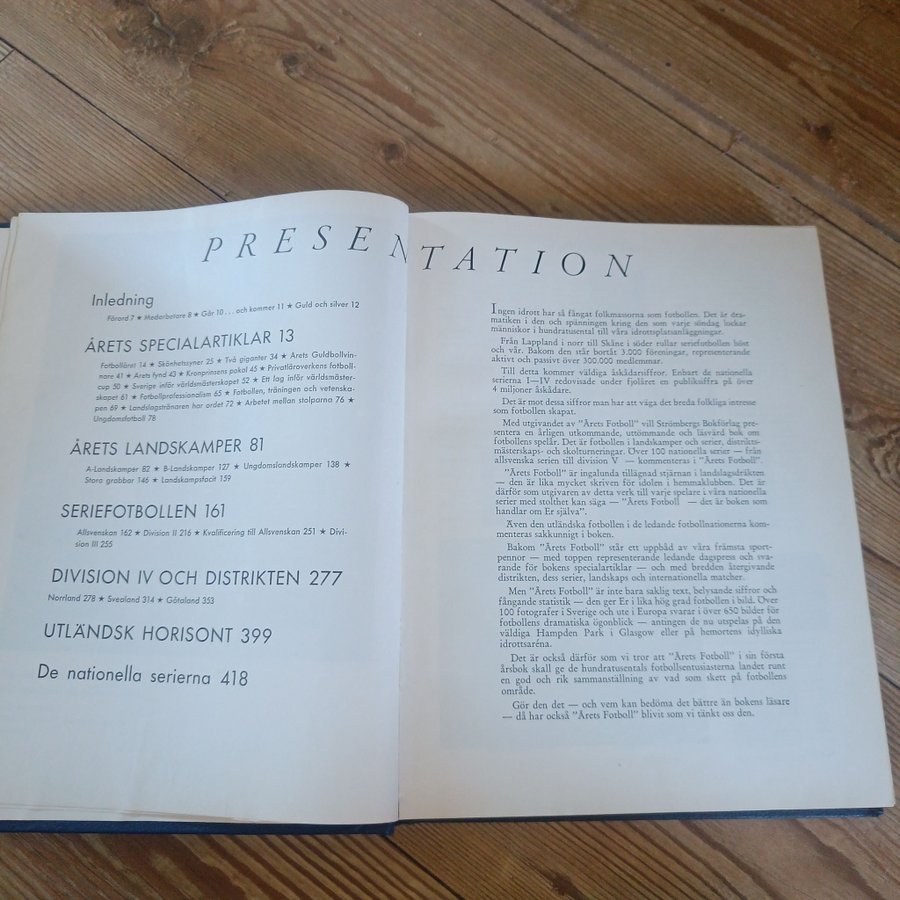 PRESENTATION
Inledning
Förord 7 ★ Medarbetare 8 ★ Går 10 ... och kommer 11 ★ Guld och silver 12
ÅRETS SPECIALARTIKLAR 13
Fotbollåret 14 ★ Skönhetssyner 25 ★ Två giganter 34 ★ Årets Guldbollvin-
nare 41 ★ Årets fynd 43 ★ Kronprinsens pokal 45 ★ Privatläroverkens fotboll-
cup 50 ★ Sverige inför världsmästerskapet 52 ★ Ett lag inför världsmäster-
skapet 61 ★ Fotbollprofessionalism 65 ★ Fotbollen, träningen och vetenska-
pen 69 ★ Landslagstränaren har ordet 72 ★ Arbetet mellan stolparna 76 ★
Ungdomsfotboll 78
ÅRETS LANDSKAMPER 81
A-Landskamper 82 ★ B-Landskamper 127 ★ Ungdomslandskamper 138 ★
Stora grabbar 146 ★ Landskampsfacit 159
SERIEFOTBOLLEN 161
Allsvenskan 162 ★ Division II 216 ★ Kvalificering till Allsvenskan 251 ★ Divi-
sion III 255
DIVISION IV OCH DISTRIKTEN 277
Norrland 278 ★ Svealand 314 ★ Götaland 353
UTLÄNDSK HORISONT 399
De nationella serierna 418
Ingen idrott har så fångat folkmassorna som fotbollen. Det är dra-
matiken i den och spänningen kring den som varje söndag lockar
människor i hundratusental till våra idrottsplatsanläggningar.
Från Lappland i norr till Skåne i söder rullar seriefotbollen höst
och vår. Bakom den står bortåt 3.000 föreningar, representerande
aktivt och passivt över 300.000 medlemmar.
Till detta kommer väldiga åskådarsiffror. Enbart de nationella
serierna I—IV redovisade under fjolåret en publiksiffra på över
4 miljoner åskådare.
Det är mot dessa siffror man har att väga det breda folkliga intresse
som fotbollen skapat.
Med utgivandet av "Årets Fotboll" vill Strömbergs Bokförlag pre-
sentera en årligen utkommande, uttömmande och läsvärd bok om
fotbollens spelår. Det är fotbollen i landskamper och serier, distrikts-
mästerskaps- och skolturneringar. Över 100 nationella serier — från
allsvenska serien till division V — kommenteras i "Årets Fotboll".
"Årets Fotboll" är ingalunda tillägnad stjärnan i landslagsdräkten
— den är lika mycket skriven för idolen i hemmaklubben. Det är
därför som utgivaren av detta verk till varje spelare i våra nationella
serier med stolthet kan säga — "Årets Fotboll — det är boken som
handlar om Er själva".
Även den utländska fotbollen i de ledande fotbollnationerna kom-
menteras sakkunnigt i boken.
Bakom "Årets Fotboll" står ett uppbåd av våra främsta sport-
pennor — med toppen representerande ledande dagspress och sva-
rande för bokens specialartiklar — och med bredden återgivande
distrikten, dess serier, landskaps och internationella matcher.
Men "Årets Fotboll" är inte bara saklig text, belysande siffror och
fångande statistik — den ger Er i lika hög grad fotbollen i bild. Över
100 fotografer i Sverige och ute i Europa svarar i över 650 bilder för
fotbollens dramatiska ögonblick — antingen de nu utspelas på den
väldiga Hampden Park i Glasgow eller på hemortens idylliska
idrottsaréna.
Det är också därför som vi tror att "Årets Fotboll" i sin första
årsbok skall ge de hundratusentals fotbollsentusiasterna landet runt
en god och rik sammanställning av vad som skett på fotbollens
område.
Gör den det — och vem kan bedöma det bättre än bokens läsare
— då har också "Årets Fotboll" blivit som vi tänkt oss den.